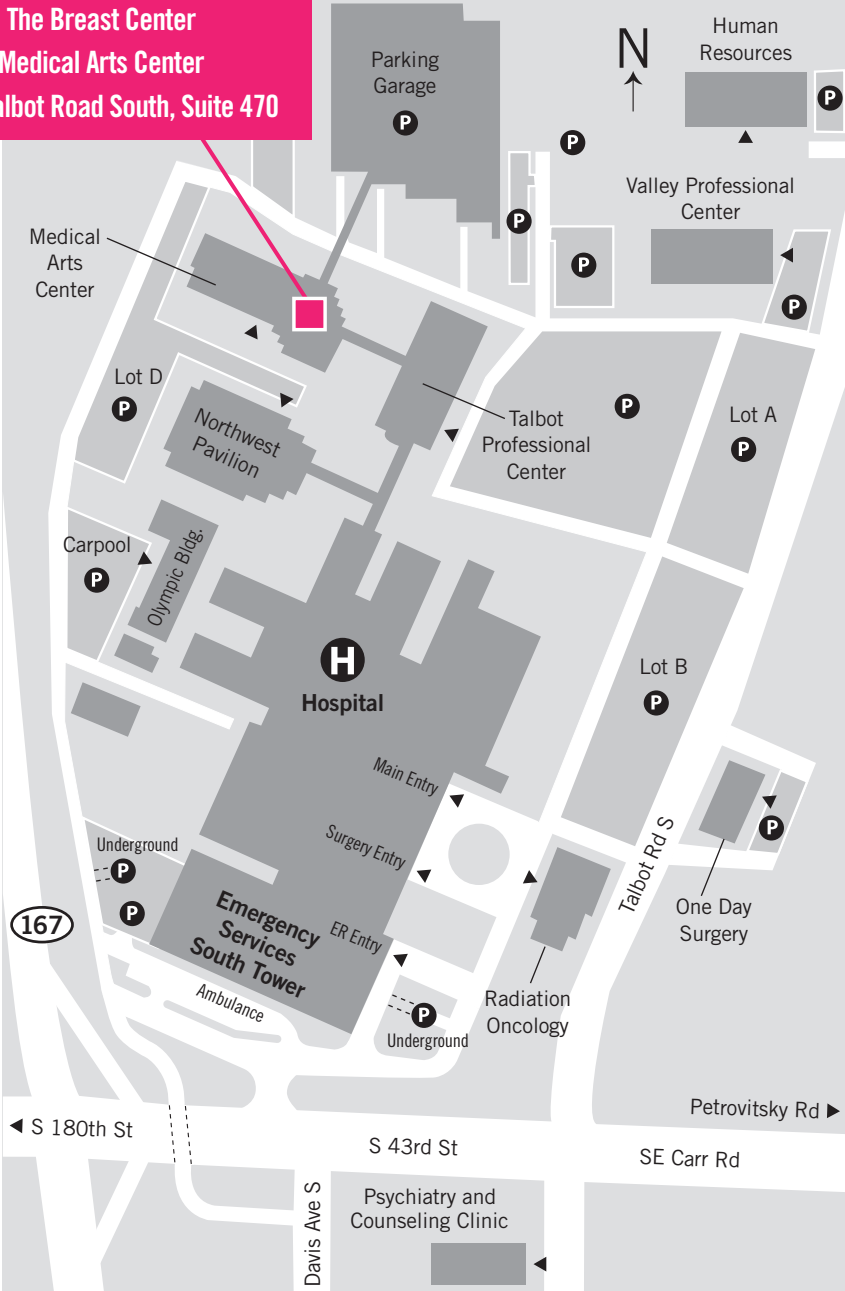 The Breast Center
Medical Arts Center
Talbot Road South, Suite 470
Parking
Garage
P
N
Human
Resources
P
P
Valley Professional
Center
P
P
P
Medical
Arts
Center
Lot D
P
Northwest
Pavilion
Talbot
Professional
Center
P
Lot A
P
Carpool
P
Olympic Bldg.
H
Hospital
Lot B
P
Main Entry
Surgery Entry
ER Entry
Underground
P
P
167
Emergency
Services
South Tower
Ambulance
P
Underground
Radiation
Oncology
Talbot Rd S
P
One Day
Surgery
Petrovitsky Rd
S 180th St
S 43rd St
SE Carr Rd
Davis Ave S
Psychiatry and
Counseling Clinic